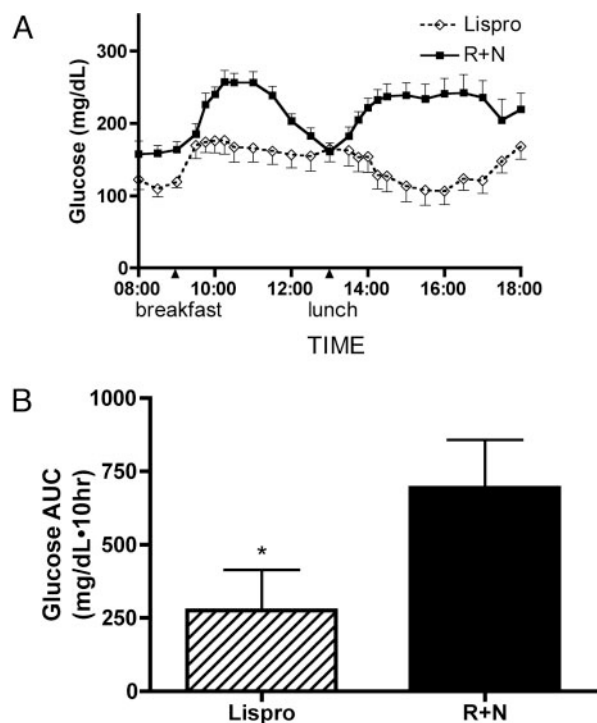 A
Lispro
R+N
Glucose (mg/dL)
300
200
100
0
08:00 10:00 12:00 14:00 16:00 18:00
breakfast lunch
TIME
B
Glucose AUC
(mg/dL•10hr)
1000
750
500
250
0
*
Lispro R+N